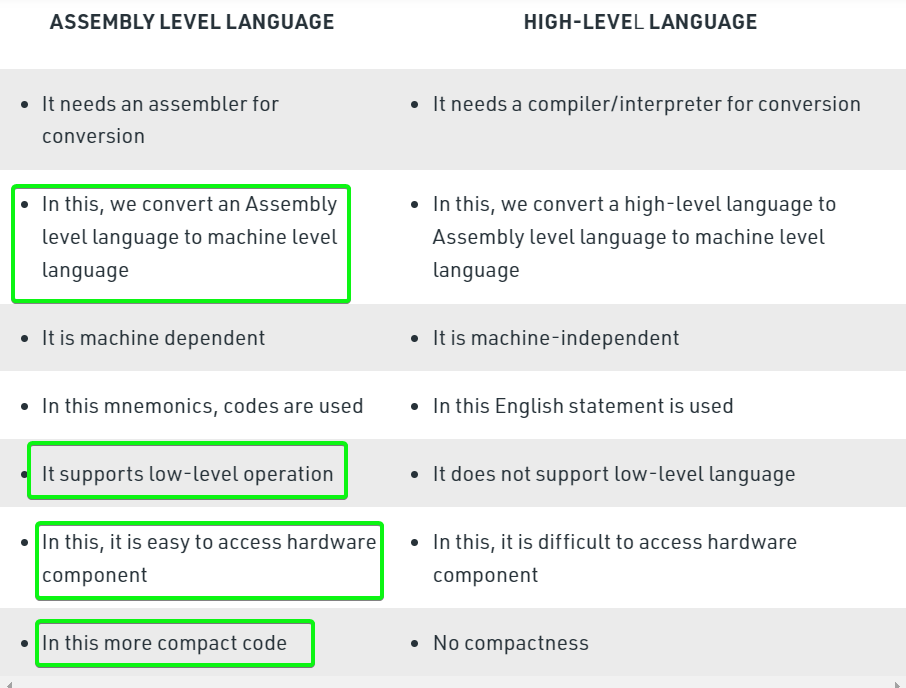 ASSEMBLY LEVEL LANGUAGE
HIGH-LEVEL LANGUAGE
• It needs an assembler for
conversion
• It needs a compiler/interpreter for conversion
• In this, we convert an Assembly
level language to machine level
language
• In this, we convert a high-level language to
Assembly level language to machine level
language
• It is machine dependent
• It is machine-independent
• In this mnemonics, codes are used
• In this English statement is used
• It supports low-level operation
• It does not support low-level language
• In this, it is easy to access hardware
component
• In this, it is difficult to access hardware
component
• In this more compact code
• No compactness